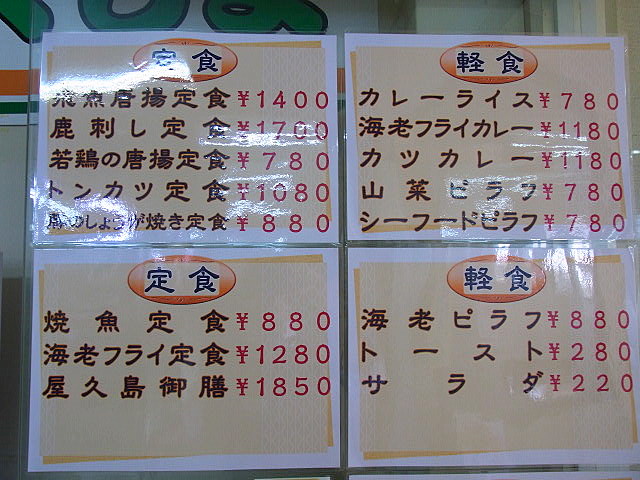 定食
飛魚唐揚定食 ¥1400
鹿刺し定食 ¥1700
若鶏の唐揚定食 ¥780
トンカツ定食 ¥1080
のしょうが焼き定食 ¥880
軽食
カレーライス ¥780
海老フライカレー ¥1180
カツカレー ¥1180
山菜ピラフ ¥780
シーフードピラフ ¥780
定食
焼魚定食 ¥880
海老フライ定食 ¥1280
屋久島御膳 ¥1850
軽食
海老ピラフ ¥880
トースト ¥280
サラダ ¥220